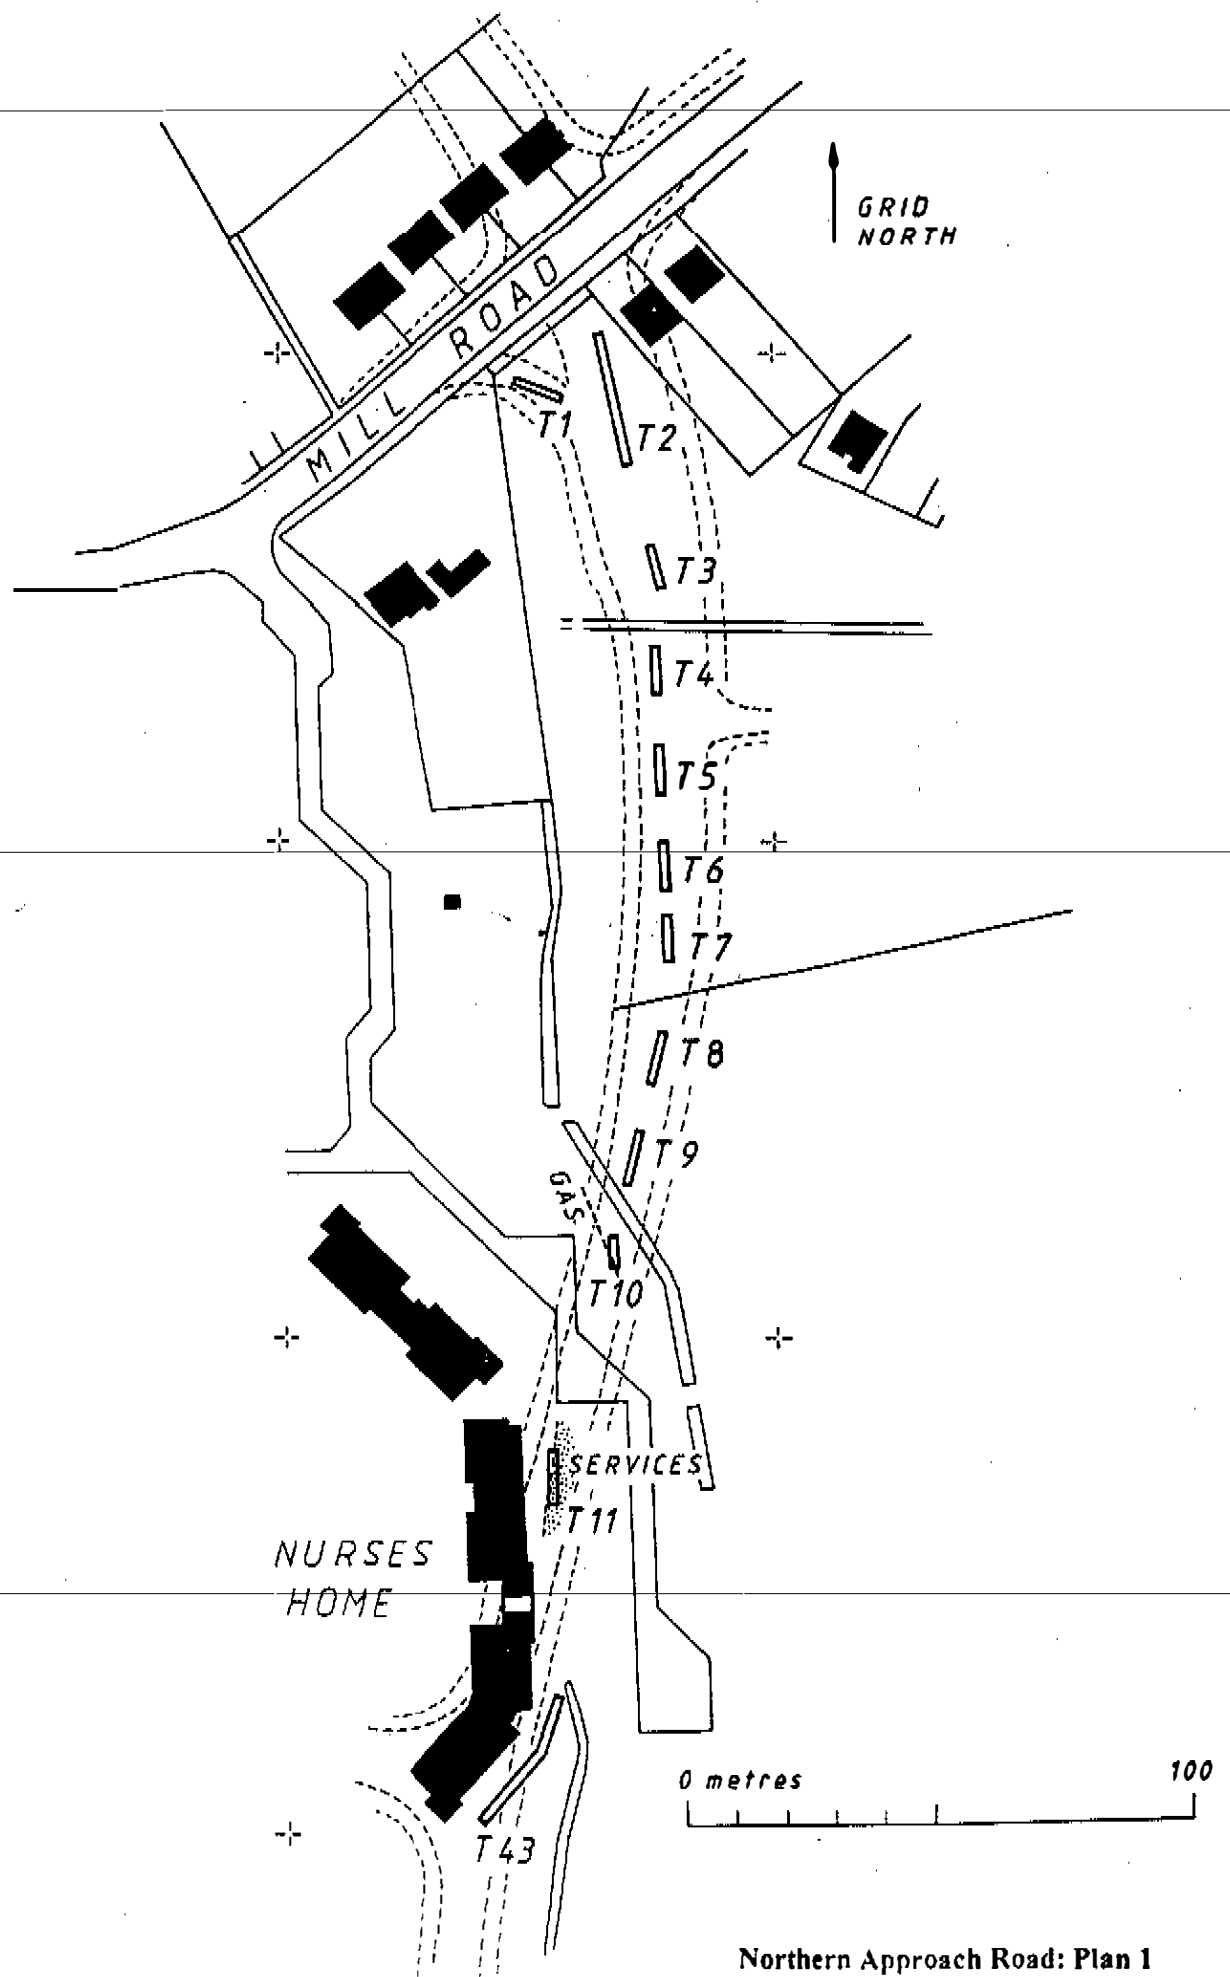 GRID
NORTH
MILL ROAD
T1
T2
T3
T4
T5
T6
T7
T8
T9
GAS
T10
SERVICES
T11
NURSES
HOME
0 metres 100
T43
Northern Approach Road: Plan 1